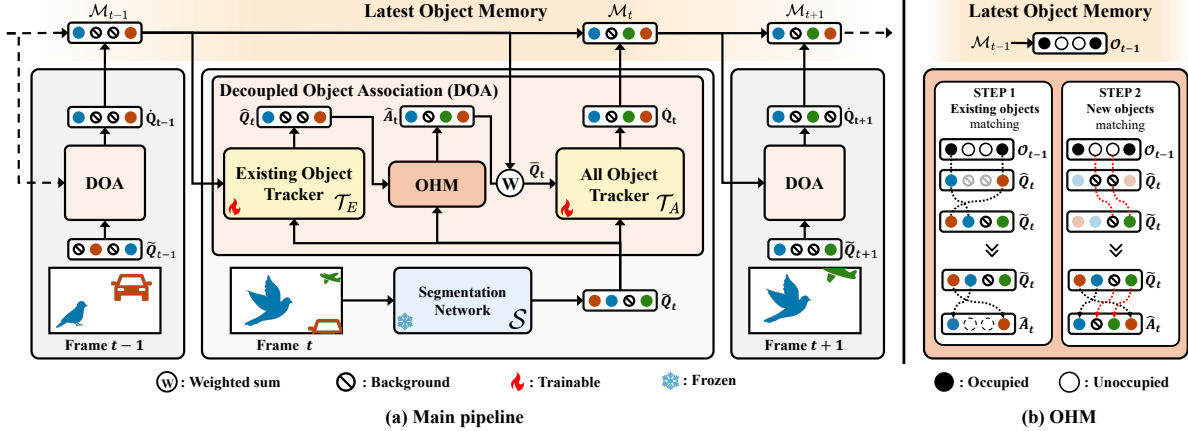 𝓜ₜ₋₁ Latest Object Memory 𝓜ₜ 𝓜ₜ₊₁
Decoupled Object Association (DOA)
Q̇ₜ₋₁ Q̂ₜ Âₜ Q̇ₜ Q̇ₜ₊₁
DOA
Existing Object
Tracker 𝒯_E
OHM
W
Q̄ₜ
All Object
Tracker 𝒯_A
DOA
Q̃ₜ₋₁ Q̃ₜ₊₁
Segmentation
Network 𝒮
Q̃ₜ
Frame t − 1
Frame t
Frame t + 1
W : Weighted sum
: Background
: Trainable
: Frozen
(a) Main pipeline
Latest Object Memory
𝓜ₜ₋₁ 𝓞ₜ₋₁
STEP 1
Existing objects
matching
𝓞ₜ₋₁
Q̂ₜ
Q̃ₜ
Q̃ₜ
Âₜ
STEP 2
New objects
matching
𝓞ₜ₋₁
Q̂ₜ
Q̃ₜ
Q̃ₜ
Âₜ
: Occupied
: Unoccupied
(b) OHM